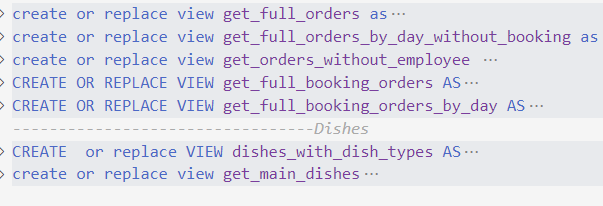 create or replace view get_full_orders as···
create or replace view get_full_orders_by_day_without_booking as
create or replace view get_orders_without_employee ···
CREATE OR REPLACE VIEW get_full_booking_orders AS···
CREATE OR REPLACE VIEW get_full_booking_orders_by_day AS···
---------------------------------Dishes
CREATE  or replace VIEW dishes_with_dish_types AS···
create or replace view get_main_dishes···